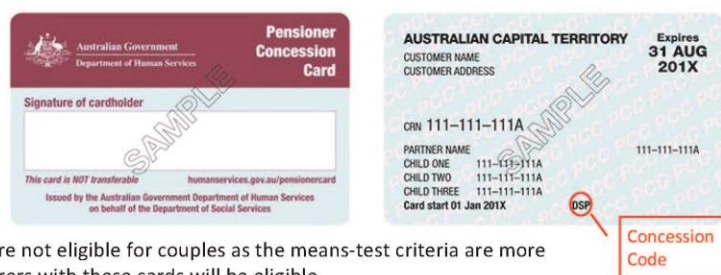 Australian Government
Department of Human Services
Pensioner
Concession
Card
Signature of cardholder
SAMPLE
This card is NOT transferable
humanservices.gov.au/pensionercard
Issued by the Australian Government Department of Human Services
on behalf of the Department of Social Services
AUSTRALIAN CAPITAL TERRITORY
Expires
31 AUG
201X
CUSTOMER NAME
CUSTOMER ADDRESS
CRN 111–111–111A
SAMPLE
PARTNER NAME 111–111–111A
CHILD ONE 111–111–111A
CHILD TWO 111–111–111A
CHILD THREE 111–111–111A
Card start 01 Jan 201X DSP
Concession
Code
re not eligible for couples as the means-test criteria are more
rers with these cards will be eligible